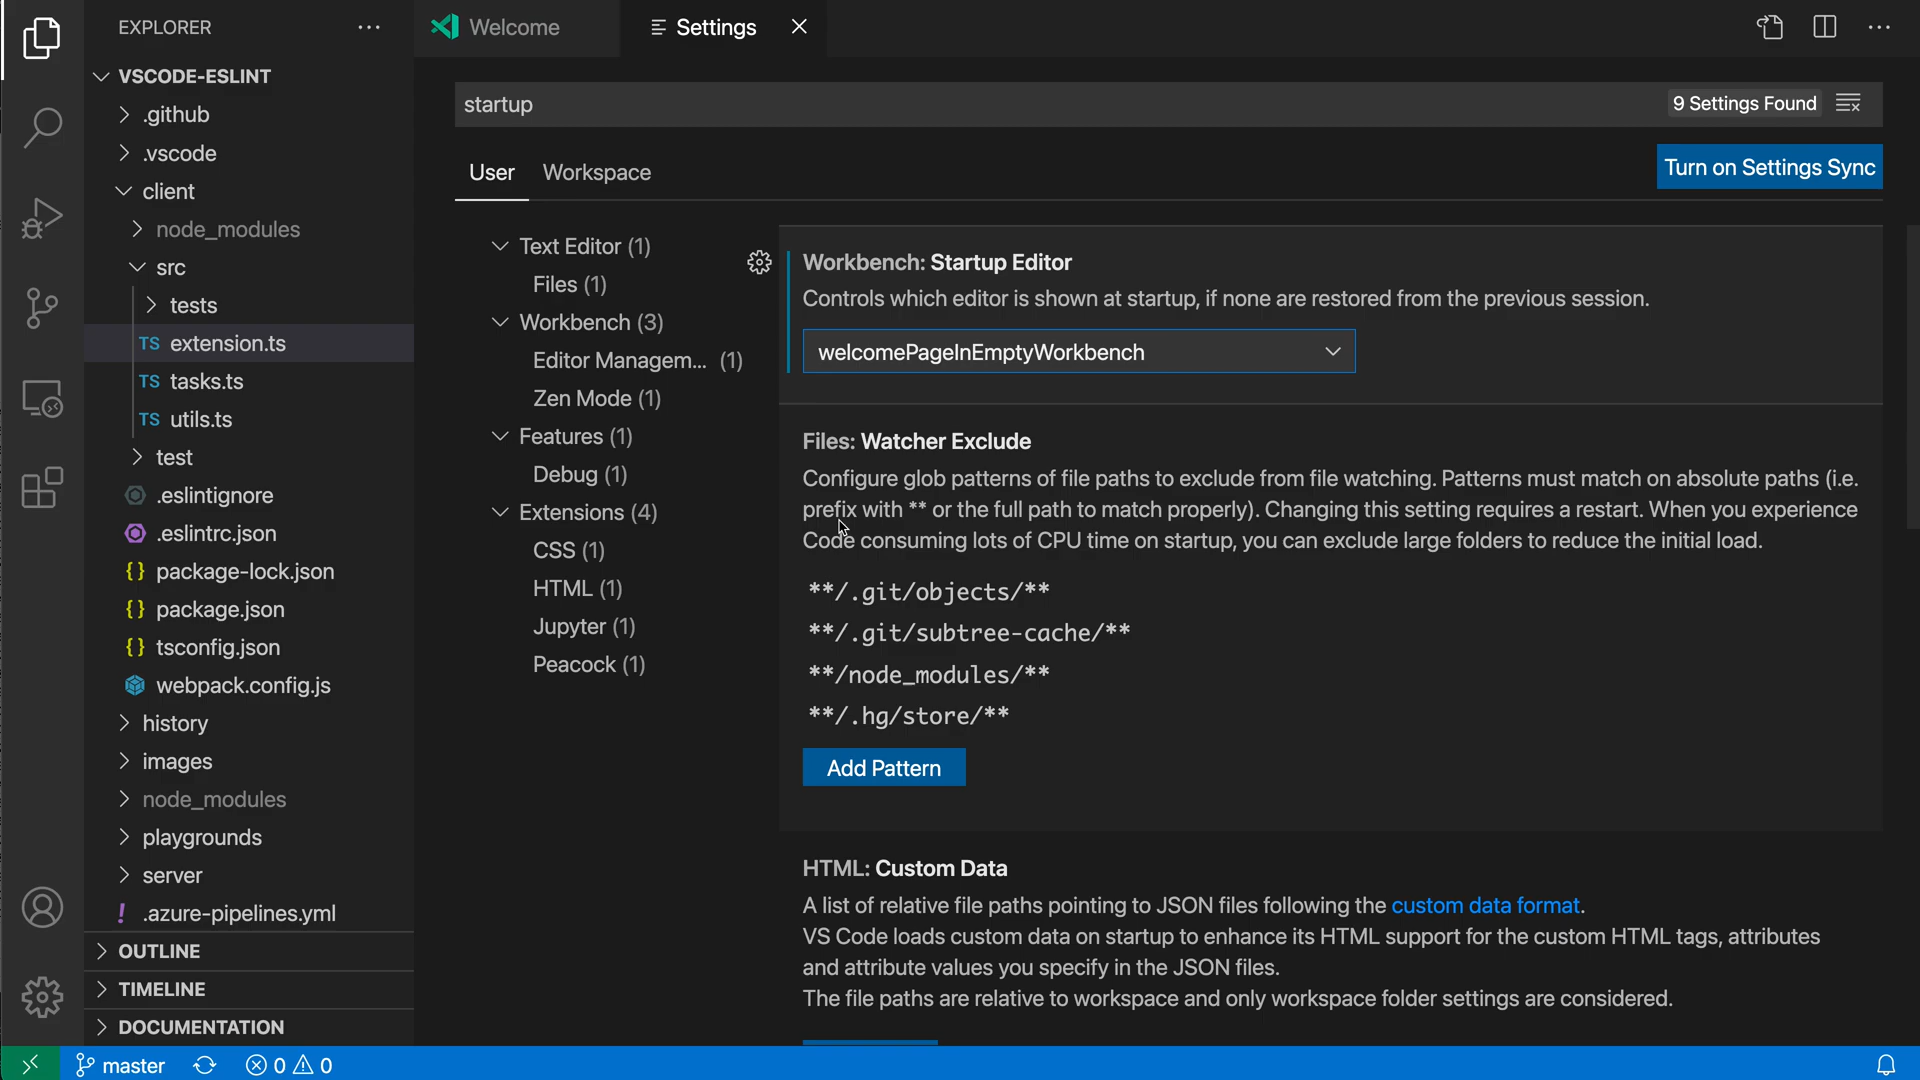 EXPLORER
Welcome
Settings
VSCODE-ESLINT
.github
.vscode
client
node_modules
src
tests
TS extension.ts
TS tasks.ts
TS utils.ts
test
.eslintignore
.eslintrc.json
{} package-lock.json
{} package.json
{} tsconfig.json
webpack.config.js
history
images
node_modules
playgrounds
server
! .azure-pipelines.yml
OUTLINE
TIMELINE
DOCUMENTATION
startup
9 Settings Found
User
Workspace
Turn on Settings Sync
Text Editor (1)
Files (1)
Workbench (3)
Editor Managem... (1)
Zen Mode (1)
Features (1)
Debug (1)
Extensions (4)
CSS (1)
HTML (1)
Jupyter (1)
Peacock (1)
Workbench: Startup Editor
Controls which editor is shown at startup, if none are restored from the previous session.
welcomePageInEmptyWorkbench
Files: Watcher Exclude
Configure glob patterns of file paths to exclude from file watching. Patterns must match on absolute paths (i.e.
prefix with ** or the full path to match properly). Changing this setting requires a restart. When you experience
Code consuming lots of CPU time on startup, you can exclude large folders to reduce the initial load.
**/.git/objects/**
**/.git/subtree-cache/**
**/node_modules/**
**/.hg/store/**
Add Pattern
HTML: Custom Data
A list of relative file paths pointing to JSON files following the custom data format.
VS Code loads custom data on startup to enhance its HTML support for the custom HTML tags, attributes
and attribute values you specify in the JSON files.
The file paths are relative to workspace and only workspace folder settings are considered.
master
0
0